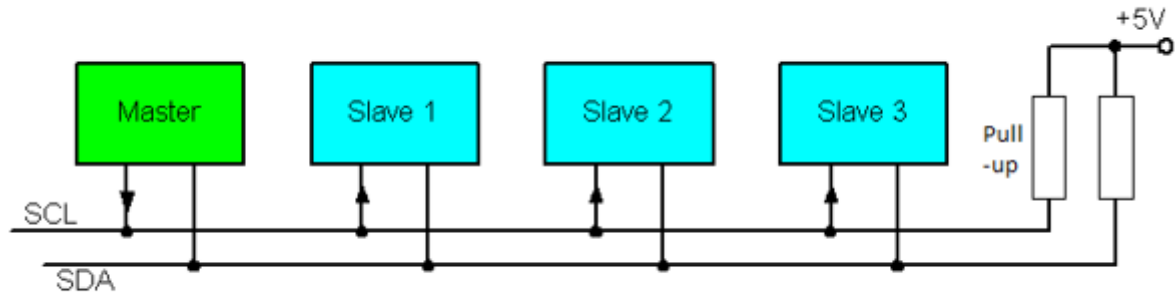 +5V
Master
Slave 1
Slave 2
Slave 3
Pull
-up
SCL
SDA